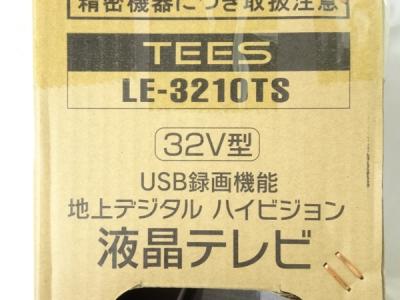 精密機器につき取扱注意
TEES
LE-3210TS
32V型
USB録画機能
地上デジタル ハイビジョン
液晶テレビ